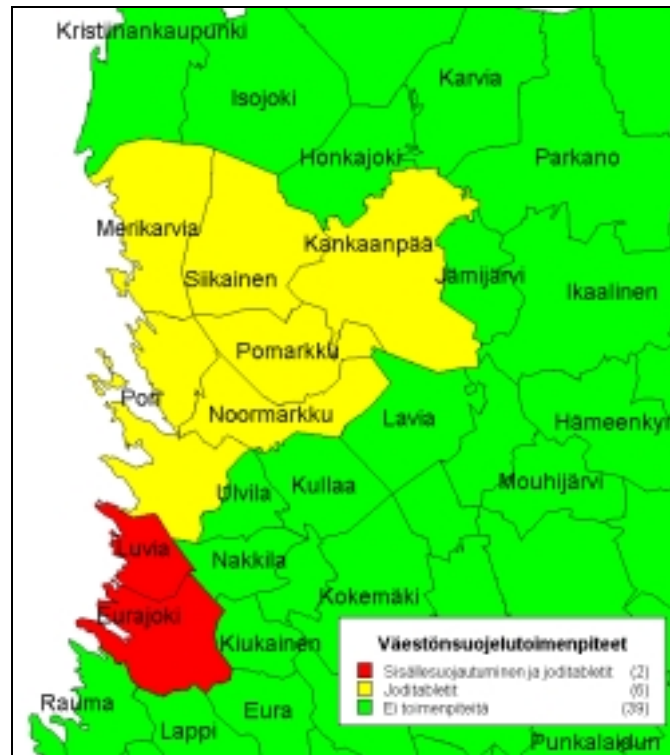 Kristiinankaupunki
Karvia
Isojoki
Honkajoki
Parkano
Merikarvia
Kankaanpää
Siikainen
Jämijärvi
Ikaalinen
Pomarkku
Pori
Noormarkku
Lavia
Hämeenkyr
Mouhijärvi
Ulvila
Kullaa
Luvia
Nakkila
Kokemäki
Eurajoki
Kiukainen
Väestönsuojelutoimenpiteet
Sisällesuojautuminen ja joditabletit (2)
Joditabletit (6)
Ei toimenpiteitä (39)
Rauma
Eura
Lappi
Punkalaidun